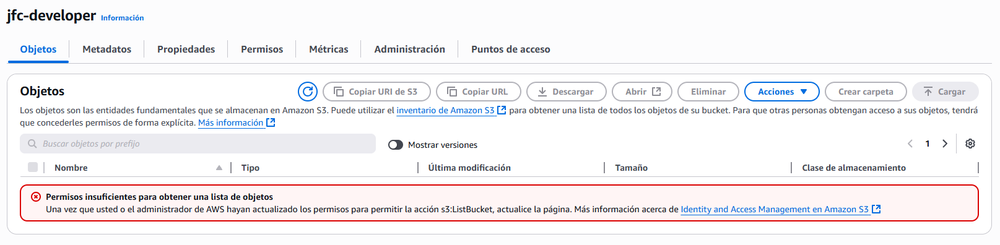 jfc-developer Información
Objetos Metadatos Propiedades Permisos Métricas Administración Puntos de acceso
Objetos Copiar URI de S3 Copiar URL Descargar Abrir Eliminar Acciones Crear carpeta Cargar
Los objetos son las entidades fundamentales que se almacenan en Amazon S3. Puede utilizar el inventario de Amazon S3 para obtener una lista de todos los objetos de su bucket. Para que otras personas obtengan acceso a sus objetos, tendrá
que concederles permisos de forma explícita. Más información
Buscar objetos por prefijo Mostrar versiones 1
Nombre Tipo Última modificación Tamaño Clase de almacenamiento
Permisos insuficientes para obtener una lista de objetos
Una vez que usted o el administrador de AWS hayan actualizado los permisos para permitir la acción s3:ListBucket, actualice la página. Más información acerca de Identity and Access Management en Amazon S3